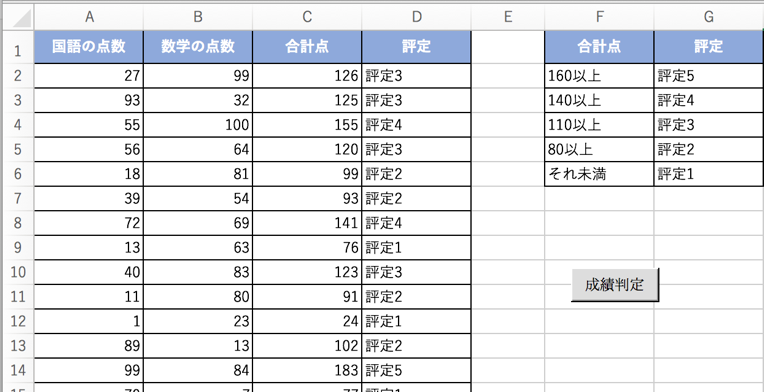 A B C D E F G
1 国語の点数 数学の点数 合計点 評定 合計点 評定
2 27 99 126 評定3 160以上 評定5
3 93 32 125 評定3 140以上 評定4
4 55 100 155 評定4 110以上 評定3
5 56 64 120 評定3 80以上 評定2
6 18 81 99 評定2 それ未満 評定1
7 39 54 93 評定2
8 72 69 141 評定4
9 13 63 76 評定1
10 40 83 123 評定3
成績判定
11 11 80 91 評定2
12 1 23 24 評定1
13 89 13 102 評定2
14 99 84 183 評定5